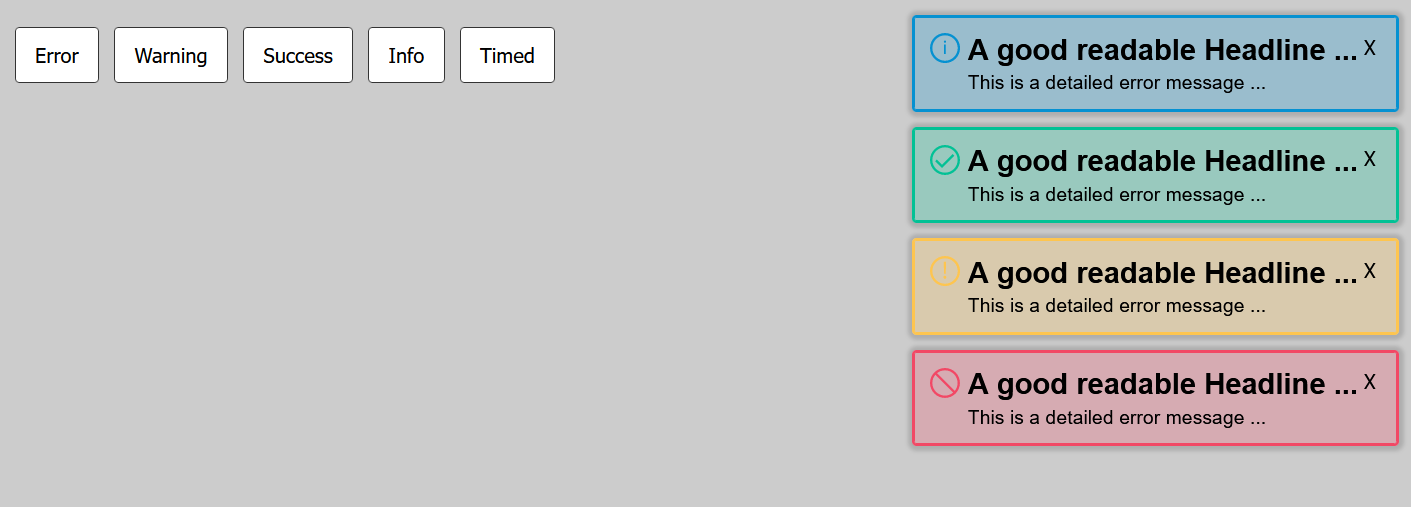 Error Warning Success Info Timed
A good readable Headline ... X
This is a detailed error message ...
A good readable Headline ... X
This is a detailed error message ...
A good readable Headline ... X
This is a detailed error message ...
A good readable Headline ... X
This is a detailed error message ...